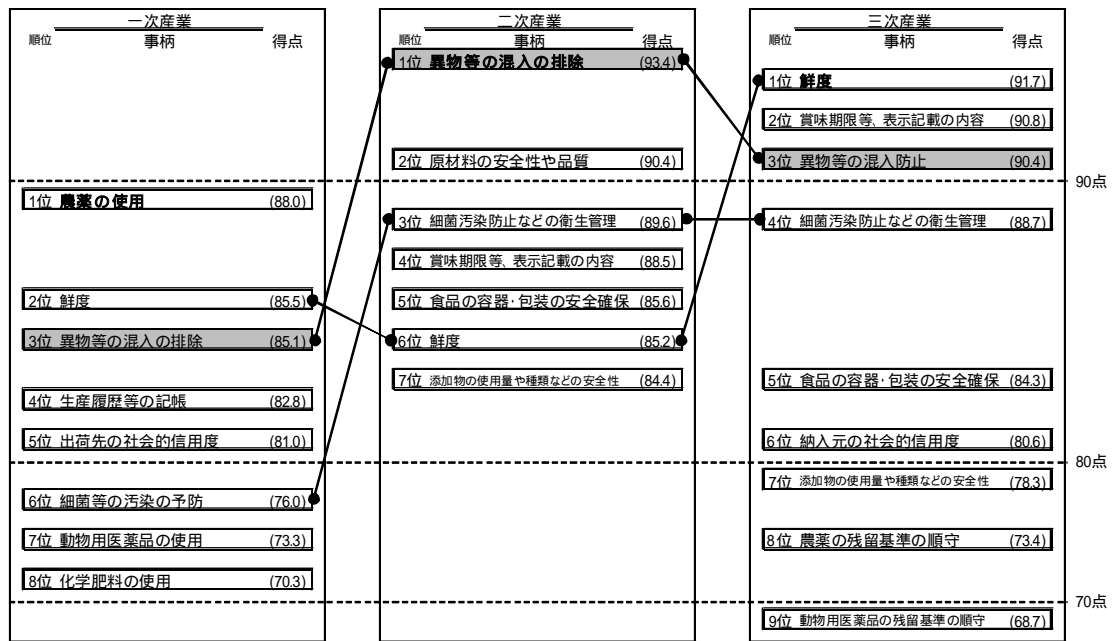 一次産業
順位 事柄 得点
1位 農薬の使用 (88.0)
2位 鮮度 (85.5)
3位 異物等の混入の排除 (85.1)
4位 生産履歴等の記帳 (82.8)
5位 出荷先の社会的信用度 (81.0)
6位 細菌等の汚染の予防 (76.0)
7位 動物用医薬品の使用 (73.3)
8位 化学肥料の使用 (70.3)
二次産業
順位 事柄 得点
1位 異物等の混入の排除 (93.4)
2位 原材料の安全性や品質 (90.4)
3位 細菌汚染防止などの衛生管理 (89.6)
4位 賞味期限等、表示記載の内容 (88.5)
5位 食品の容器・包装の安全確保 (85.6)
6位 鮮度 (85.2)
7位 添加物の使用量や種類などの安全性 (84.4)
三次産業
順位 事柄 得点
1位 鮮度 (91.7)
2位 賞味期限等、表示記載の内容 (90.8)
3位 異物等の混入防止 (90.4)
4位 細菌汚染防止などの衛生管理 (88.7)
5位 食品の容器・包装の安全確保 (84.3)
6位 納入元の社会的信用度 (80.6)
7位 添加物の使用量や種類などの安全性 (78.3)
8位 農薬の残留基準の順守 (73.4)
9位 動物用医薬品の残留基準の順守 (68.7)
90点
80点
70点